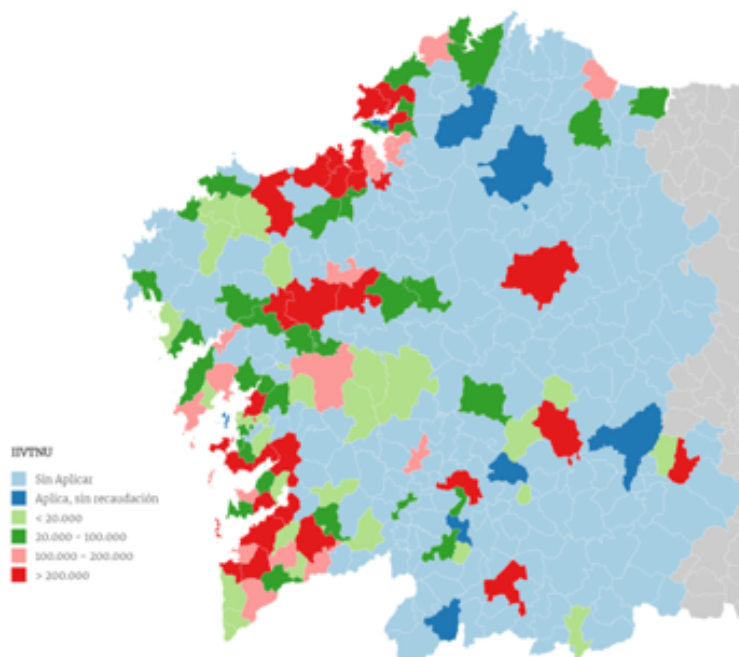 IIVTNU
Sin Aplicar
Aplica, sin recaudación
< 20.000
20.000 - 100.000
100.000 - 200.000
> 200.000